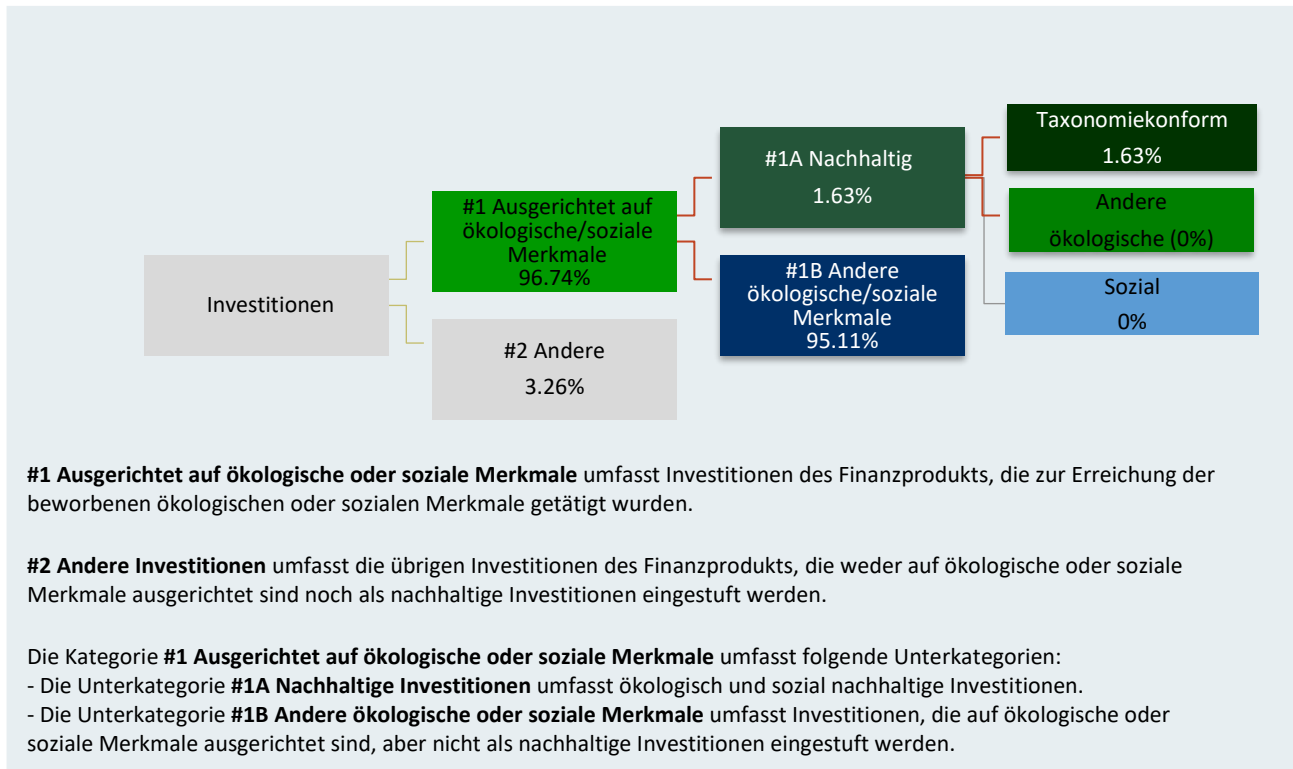 Investitionen
#1 Ausgerichtet auf
ökologische/soziale
Merkmale
96.74%
#2 Andere
3.26%
#1A Nachhaltig
1.63%
#1B Andere
ökologische/soziale
Merkmale
95.11%
Taxonomiekonform
1.63%
Andere
ökologische (0%)
Sozial
0%
#1 Ausgerichtet auf ökologische oder soziale Merkmale umfasst Investitionen des Finanzprodukts, die zur Erreichung der
beworbenen ökologischen oder sozialen Merkmale getätigt wurden.
#2 Andere Investitionen umfasst die übrigen Investitionen des Finanzprodukts, die weder auf ökologische oder soziale
Merkmale ausgerichtet sind noch als nachhaltige Investitionen eingestuft werden.
Die Kategorie #1 Ausgerichtet auf ökologische oder soziale Merkmale umfasst folgende Unterkategorien:
- Die Unterkategorie #1A Nachhaltige Investitionen umfasst ökologisch und sozial nachhaltige Investitionen.
- Die Unterkategorie #1B Andere ökologische oder soziale Merkmale umfasst Investitionen, die auf ökologische oder
soziale Merkmale ausgerichtet sind, aber nicht als nachhaltige Investitionen eingestuft werden.